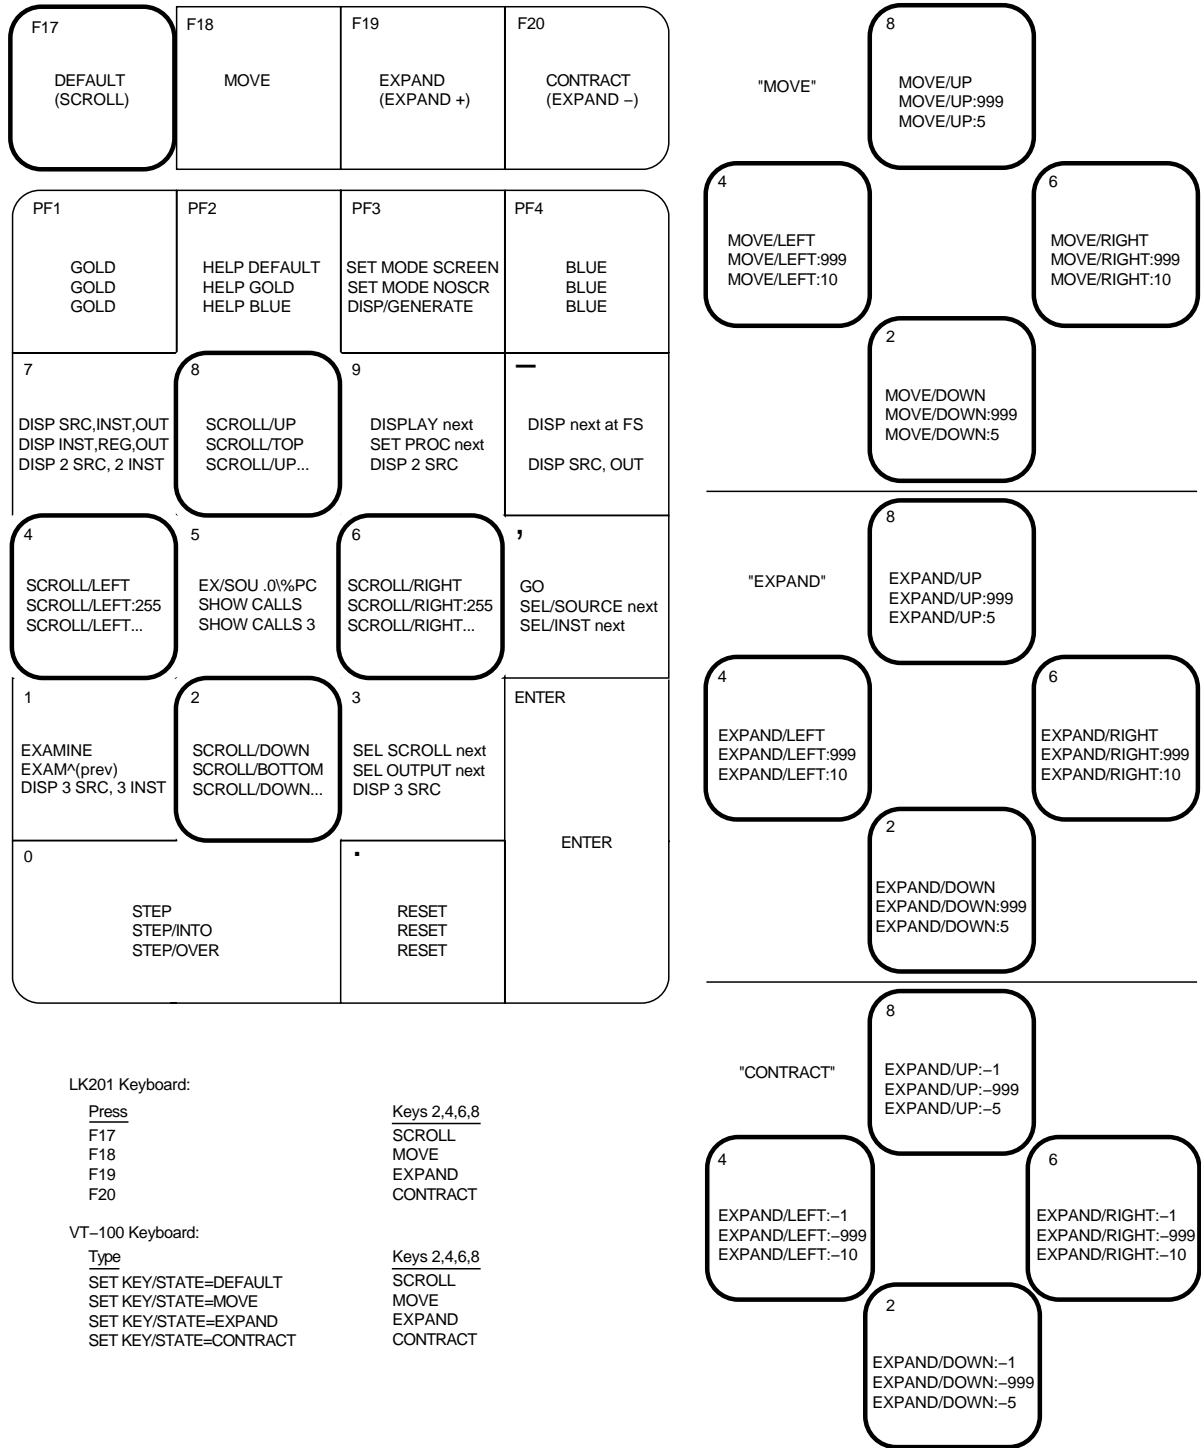 F17
DEFAULT
(SCROLL)
F18
MOVE
F19
EXPAND
(EXPAND +)
F20
CONTRACT
(EXPAND –)
PF1
GOLD
GOLD
GOLD
PF2
HELP DEFAULT
HELP GOLD
HELP BLUE
PF3
SET MODE SCREEN
SET MODE NOSCR
DISP/GENERATE
PF4
BLUE
BLUE
BLUE
7
DISP SRC,INST,OUT
DISP INST,REG,OUT
DISP 2 SRC, 2 INST
8
SCROLL/UP
SCROLL/TOP
SCROLL/UP...
9
DISPLAY next
SET PROC next
DISP 2 SRC
–
DISP next at FS
DISP SRC, OUT
4
SCROLL/LEFT
SCROLL/LEFT:255
SCROLL/LEFT...
5
EX/SOU .0\%PC
SHOW CALLS
SHOW CALLS 3
6
SCROLL/RIGHT
SCROLL/RIGHT:255
SCROLL/RIGHT...
,
GO
SEL/SOURCE next
SEL/INST next
1
EXAMINE
EXAM^(prev)
DISP 3 SRC, 3 INST
2
SCROLL/DOWN
SCROLL/BOTTOM
SCROLL/DOWN...
3
SEL SCROLL next
SEL OUTPUT next
DISP 3 SRC
ENTER
ENTER
0
STEP
STEP/INTO
STEP/OVER
.
RESET
RESET
RESET
LK201 Keyboard:
Press Keys 2,4,6,8
F17 SCROLL
F18 MOVE
F19 EXPAND
F20 CONTRACT
VT–100 Keyboard:
Type Keys 2,4,6,8
SET KEY/STATE=DEFAULT SCROLL
SET KEY/STATE=MOVE MOVE
SET KEY/STATE=EXPAND EXPAND
SET KEY/STATE=CONTRACT CONTRACT
"MOVE"
8
MOVE/UP
MOVE/UP:999
MOVE/UP:5
4
MOVE/LEFT
MOVE/LEFT:999
MOVE/LEFT:10
6
MOVE/RIGHT
MOVE/RIGHT:999
MOVE/RIGHT:10
2
MOVE/DOWN
MOVE/DOWN:999
MOVE/DOWN:5
"EXPAND"
8
EXPAND/UP
EXPAND/UP:999
EXPAND/UP:5
4
EXPAND/LEFT
EXPAND/LEFT:999
EXPAND/LEFT:10
6
EXPAND/RIGHT
EXPAND/RIGHT:999
EXPAND/RIGHT:10
2
EXPAND/DOWN
EXPAND/DOWN:999
EXPAND/DOWN:5
"CONTRACT"
8
EXPAND/UP:–1
EXPAND/UP:–999
EXPAND/UP:–5
4
EXPAND/LEFT:–1
EXPAND/LEFT:–999
EXPAND/LEFT:–10
6
EXPAND/RIGHT:–1
EXPAND/RIGHT:–999
EXPAND/RIGHT:–10
2
EXPAND/DOWN:–1
EXPAND/DOWN:–999
EXPAND/DOWN:–5